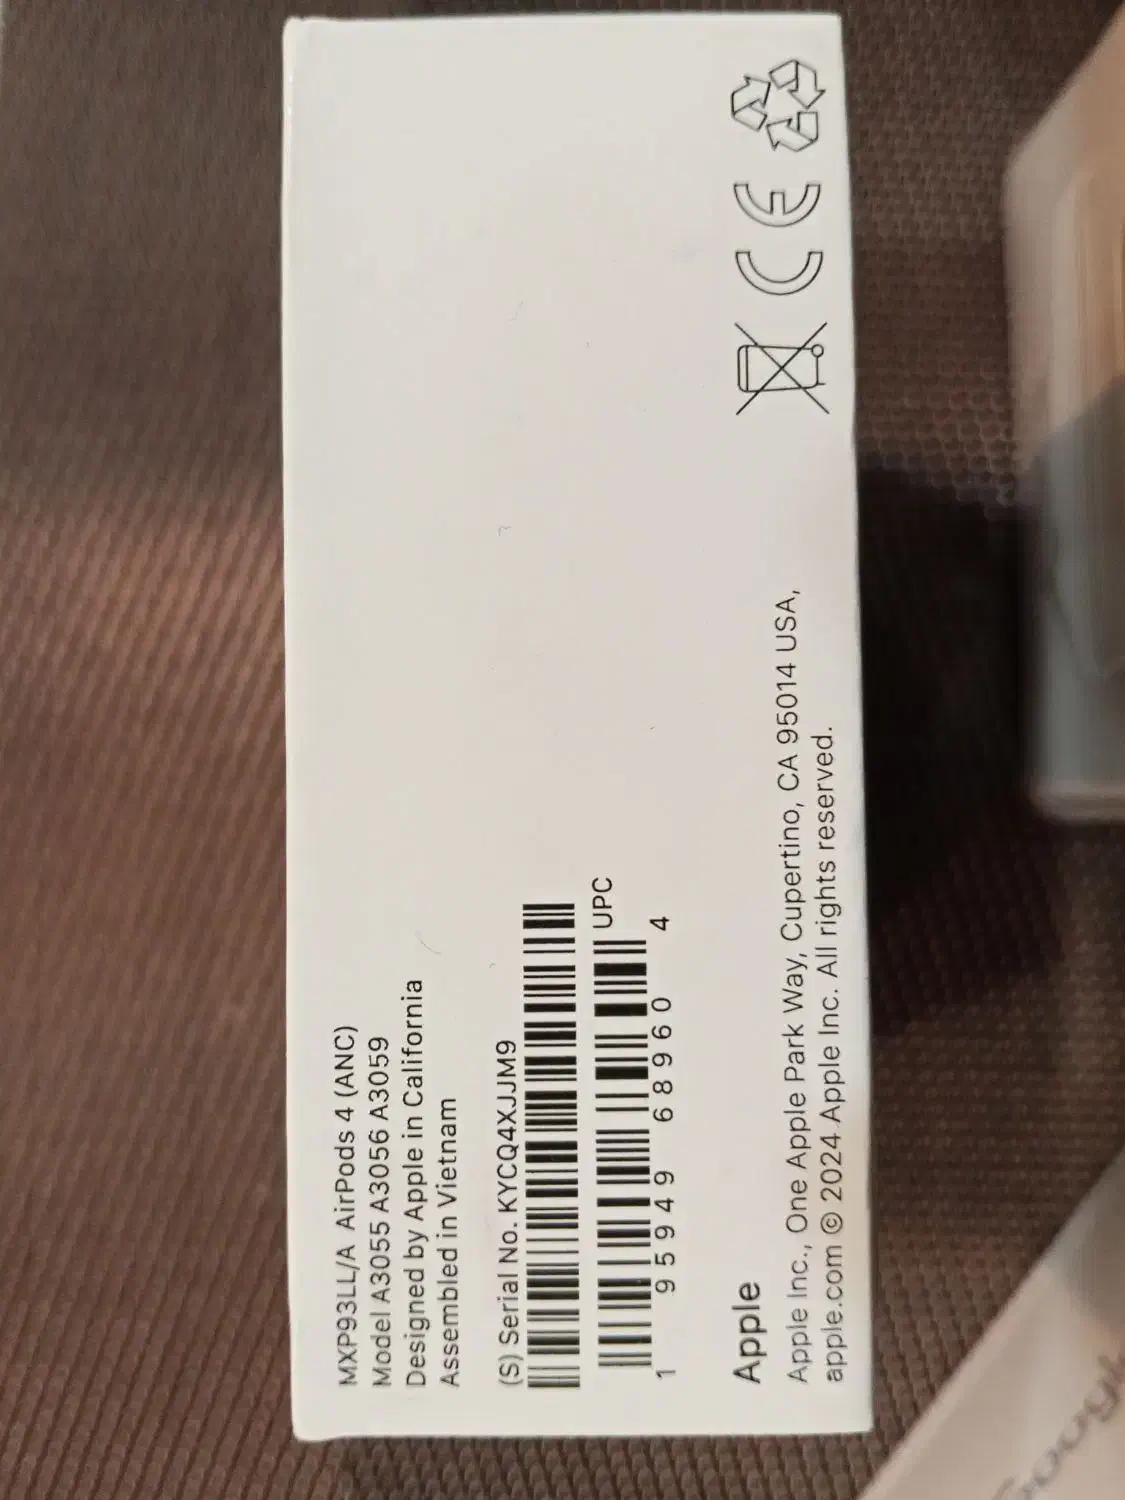 MXP93LL/A AirPods 4 (ANC)
Model A3055 A3056 A3059
Designed by Apple in California
Assembled in Vietnam
(S) Serial No. KYCQ4XJJM9
UPC
1 95949 68960 4
Apple
Apple Inc., One Apple Park Way, Cupertino, CA 95014 USA,
apple.com © 2024 Apple Inc. All rights reserved.
CE
Google